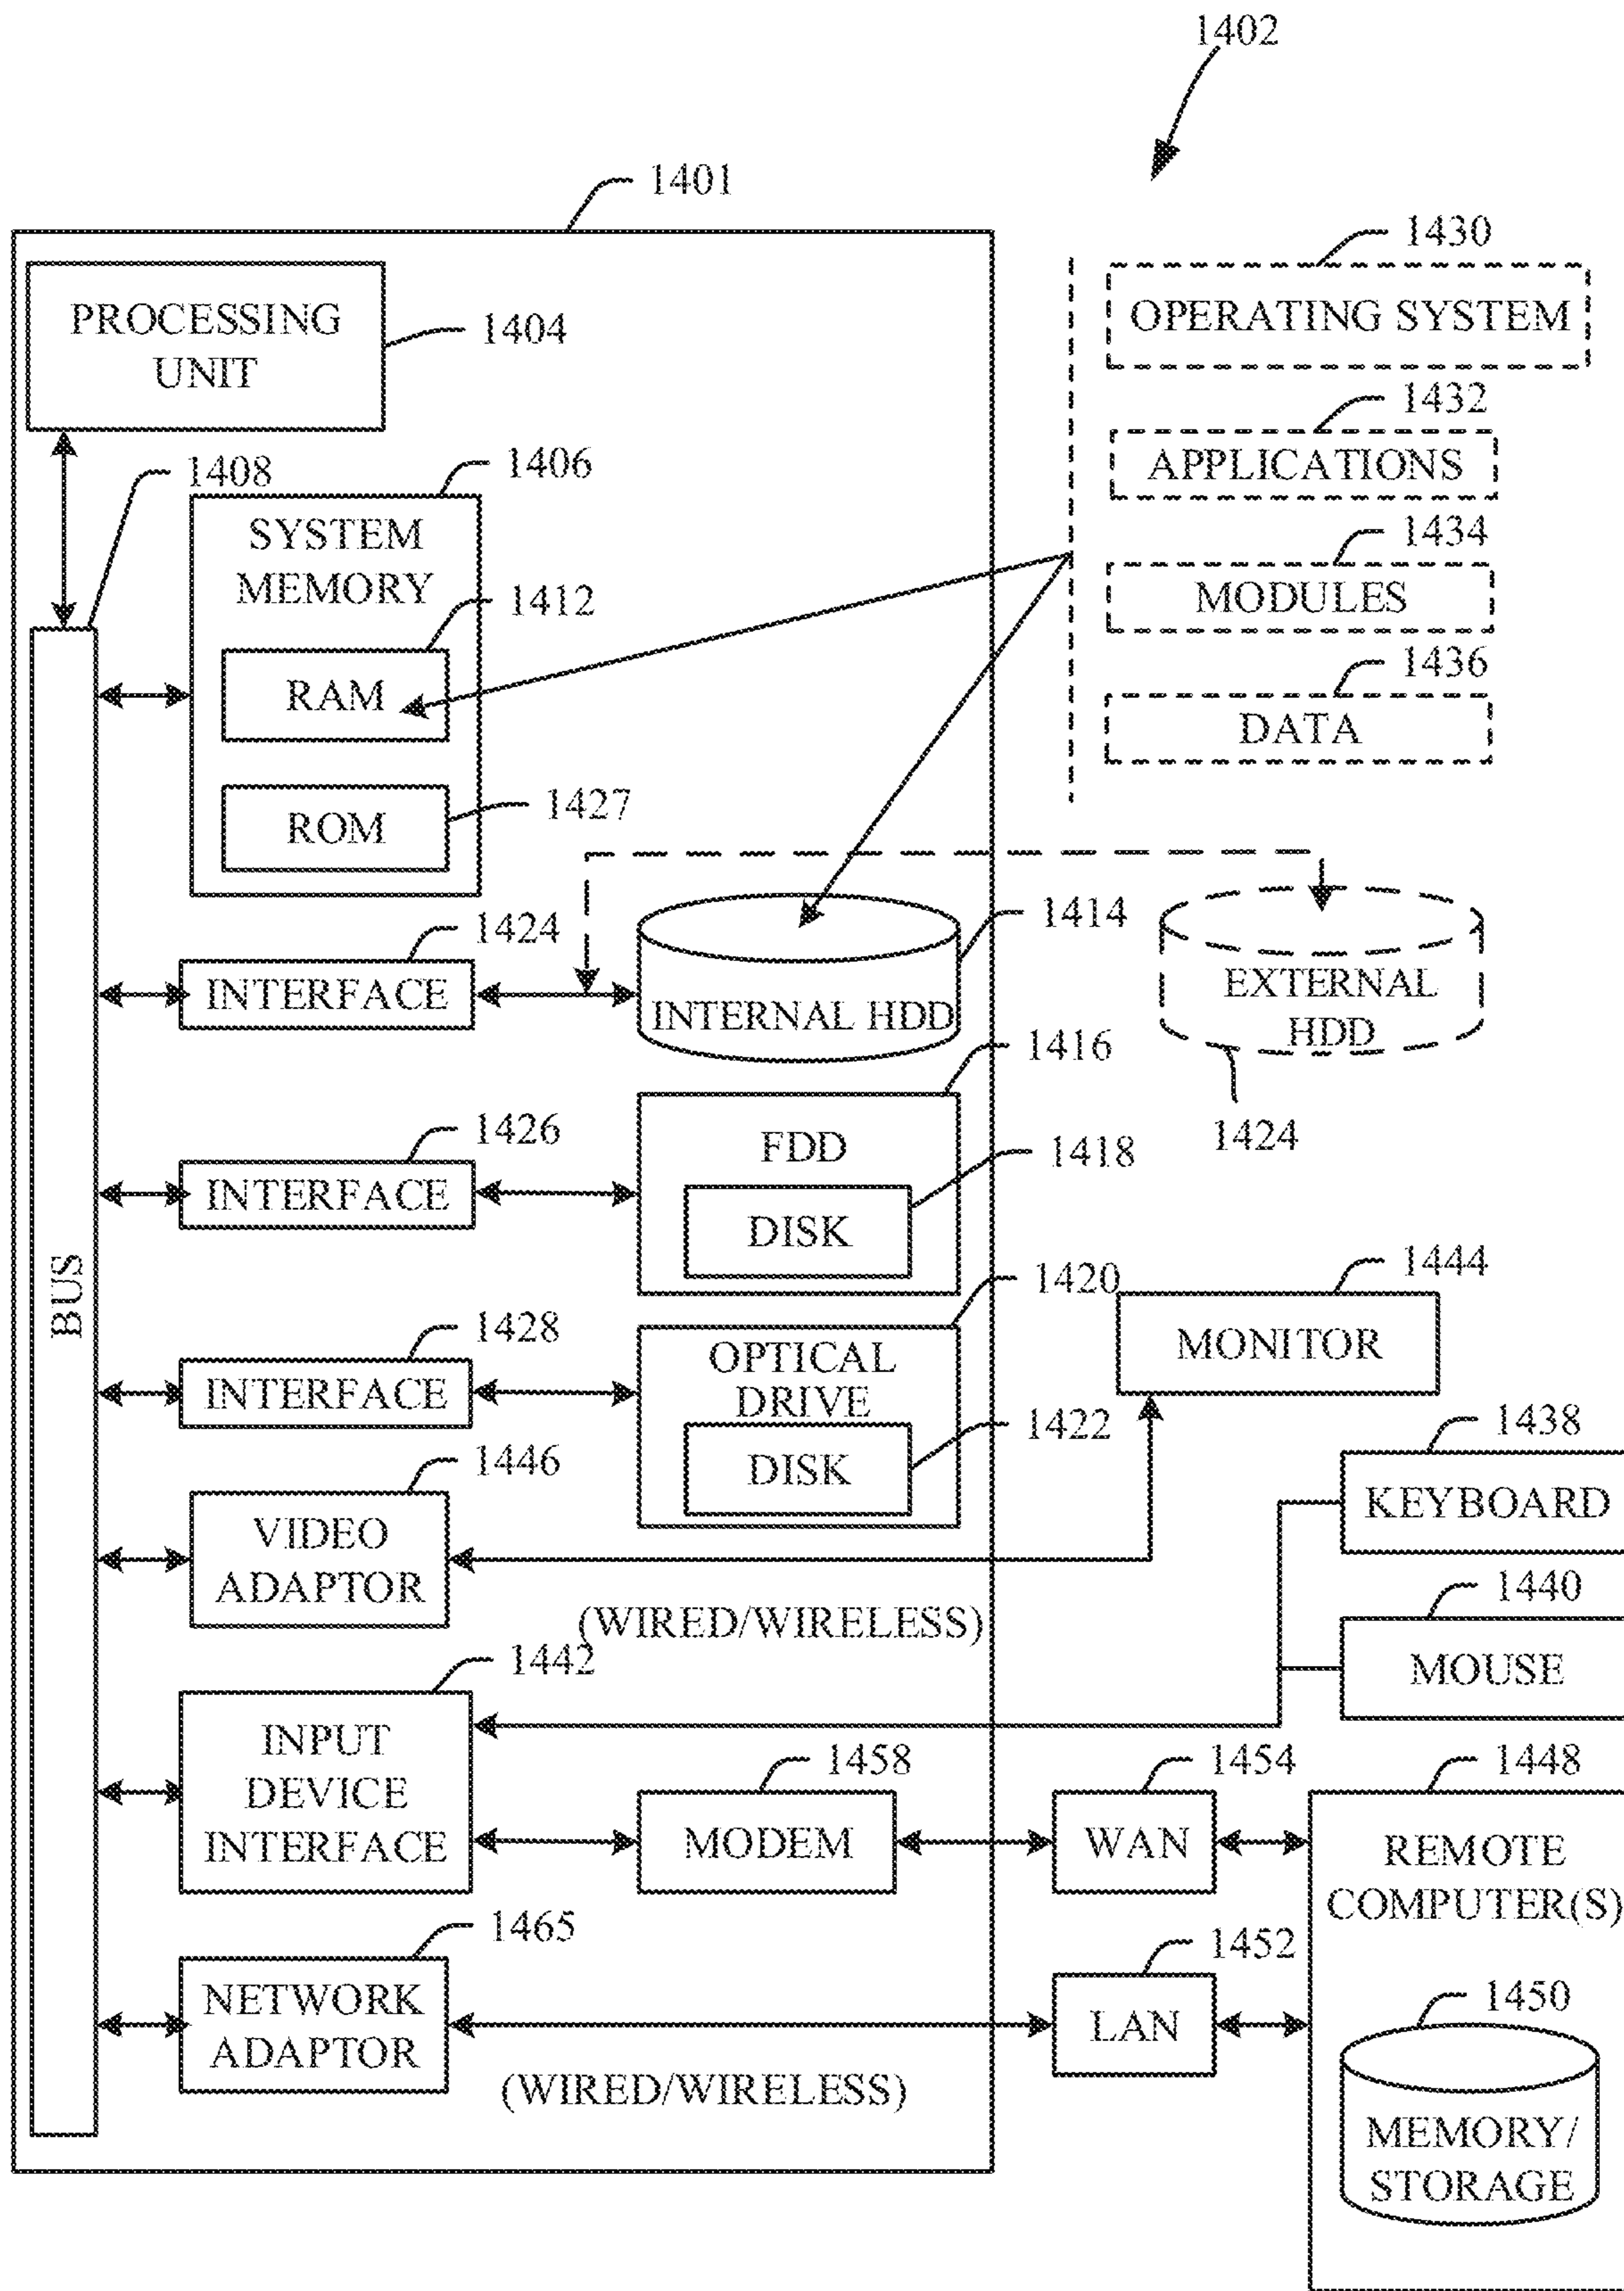 1402
1401
1430
OPERATING SYSTEM
PROCESSING
UNIT
1404
1432
APPLICATIONS
1408
1406
SYSTEM
MEMORY
1434
MODULES
1412
RAM
1436
DATA
1427
ROM
1424
INTERFACE
1414
INTERNAL HDD
EXTERNAL
HDD
1424
1416
FDD
1426
INTERFACE
1418
DISK
BUS
1420
OPTICAL
DRIVE
1444
MONITOR
1428
INTERFACE
1422
DISK
1438
KEYBOARD
1446
VIDEO
ADAPTOR
(WIRED/WIRELESS)
1440
MOUSE
1442
INPUT
DEVICE
INTERFACE
1458
MODEM
1454
WAN
1448
REMOTE
COMPUTER(S)
1465
NETWORK
ADAPTOR
(WIRED/WIRELESS)
1452
LAN
1450
MEMORY/
STORAGE